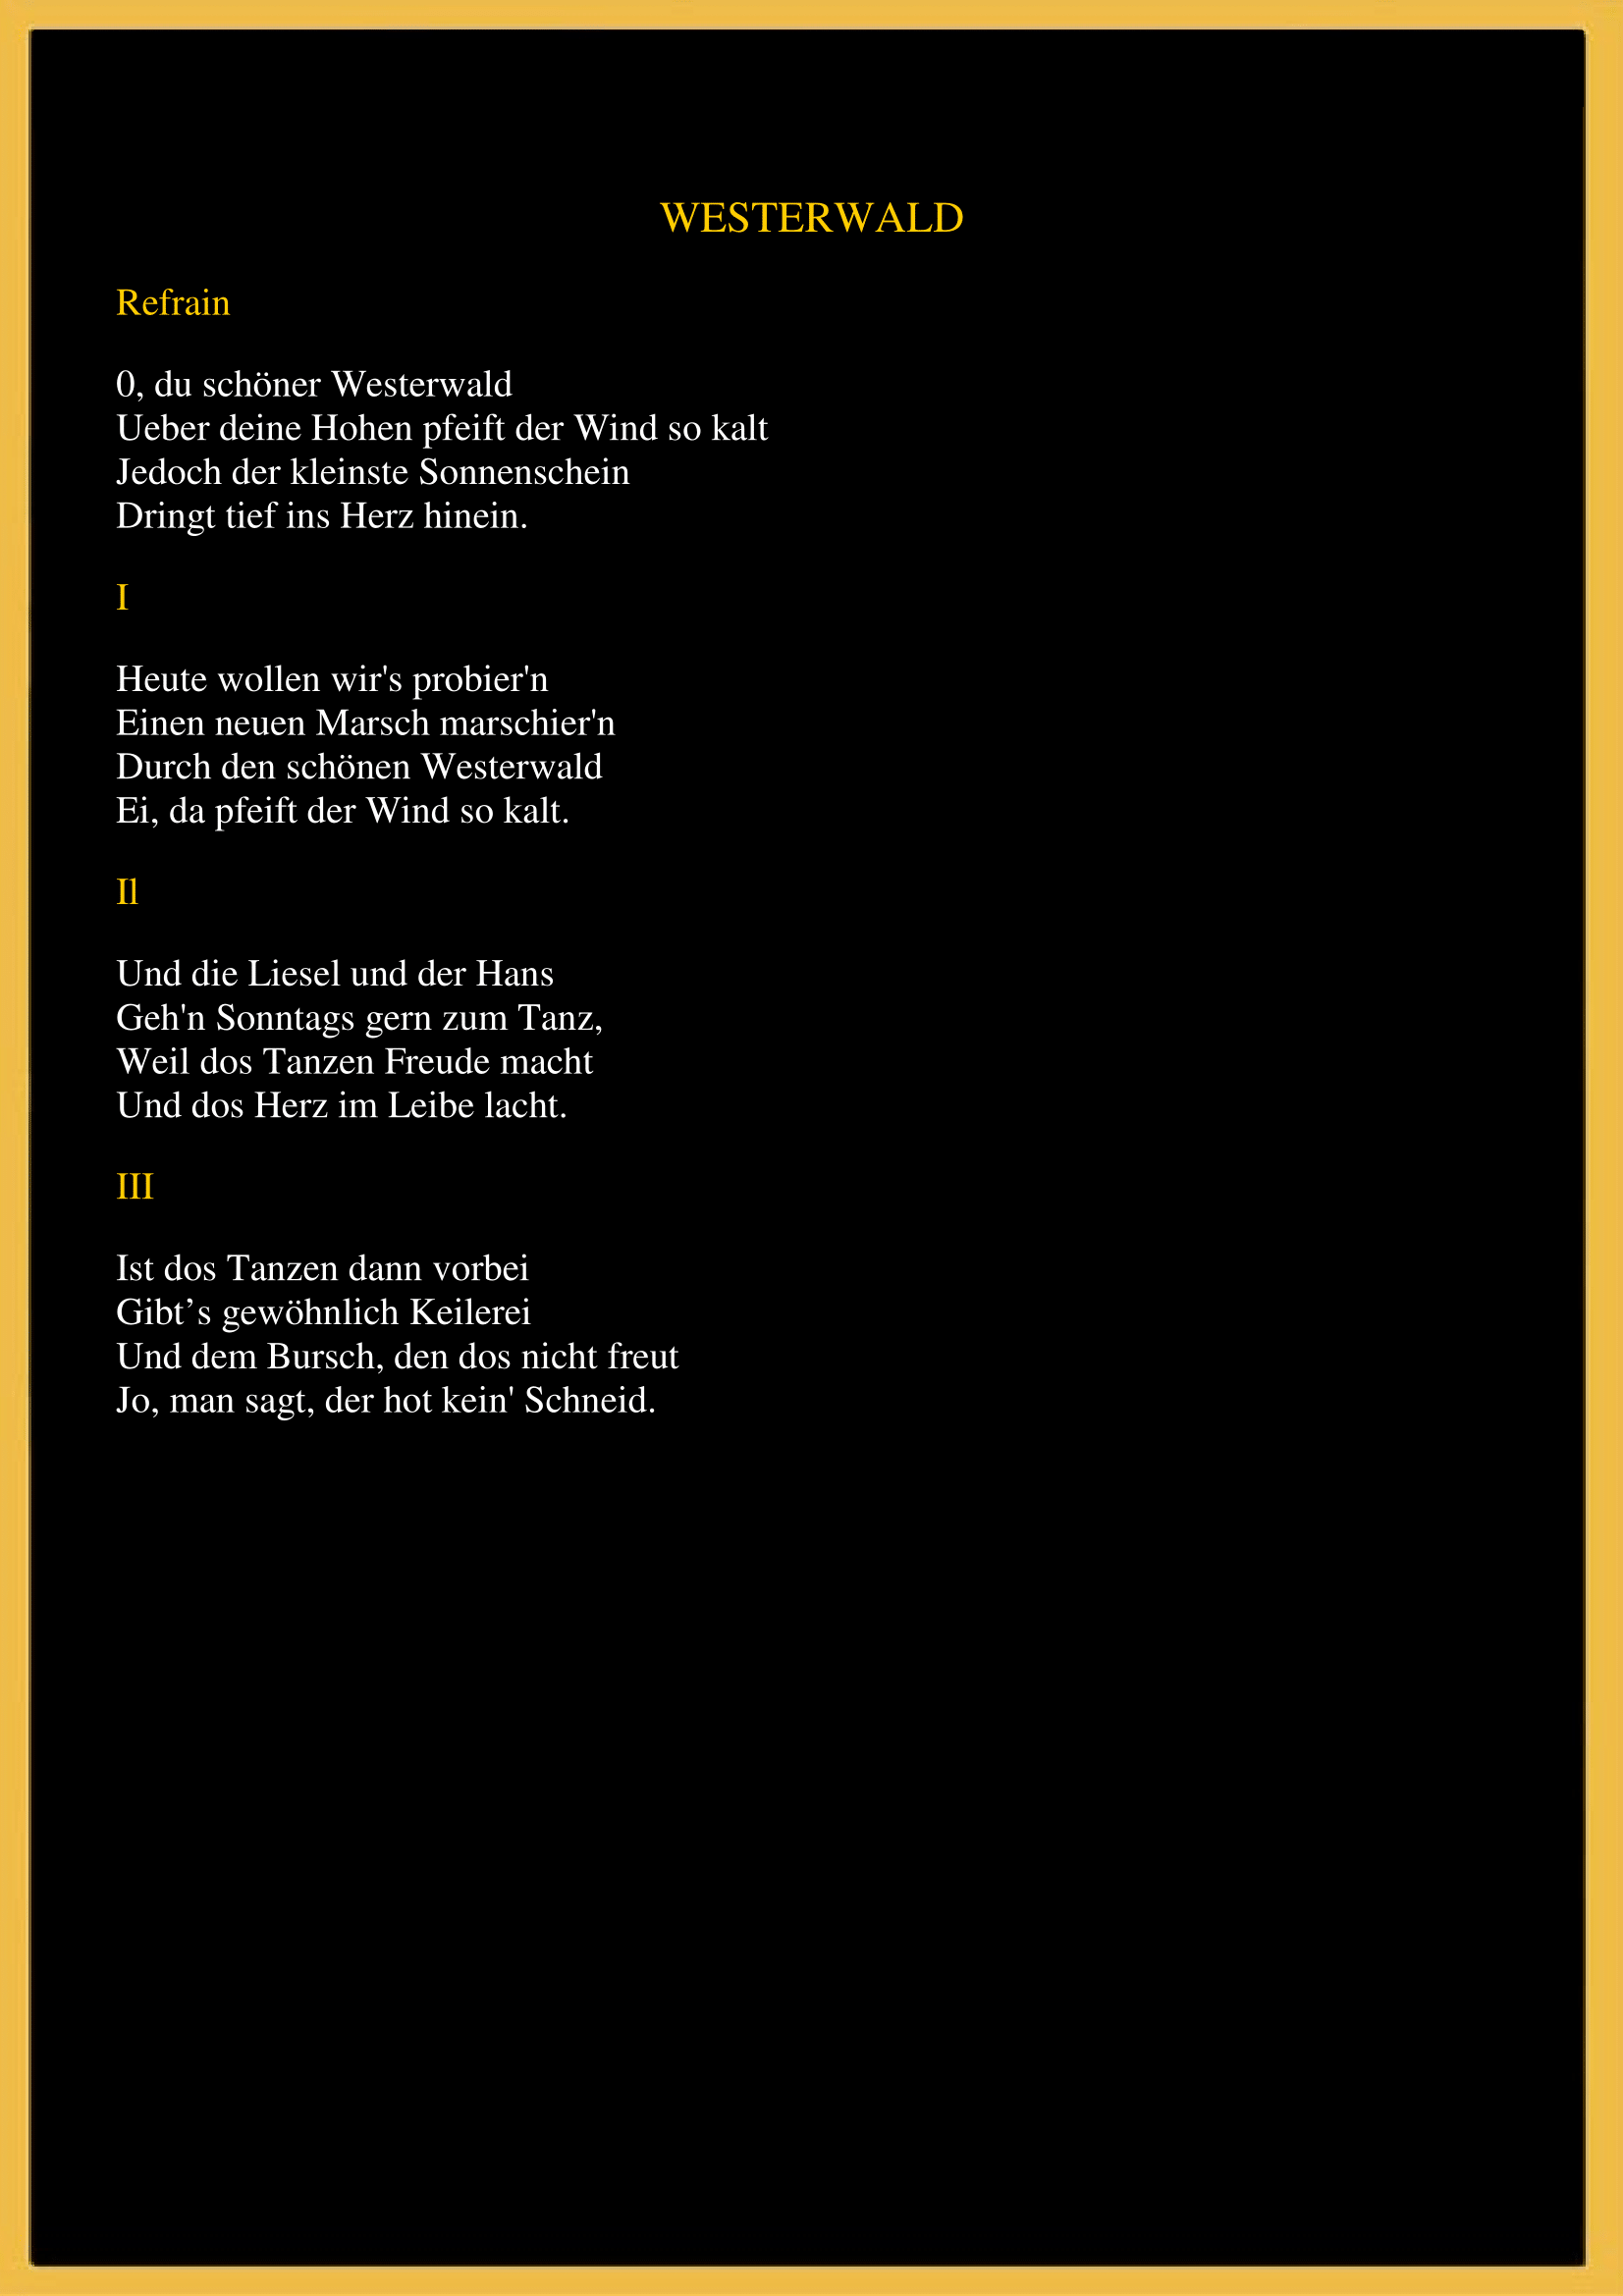 WESTERWALD
Refrain
0, du schöner Westerwald
Ueber deine Hohen pfeift der Wind so kalt
Jedoch der kleinste Sonnenschein
Dringt tief ins Herz hinein.
I
Heute wollen wir's probier'n
Einen neuen Marsch marschier'n
Durch den schönen Westerwald
Ei, da pfeift der Wind so kalt.
Il
Und die Liesel und der Hans
Geh'n Sonntags gern zum Tanz,
Weil dos Tanzen Freude macht
Und dos Herz im Leibe lacht.
III
Ist dos Tanzen dann vorbei
Gibt’s gewöhnlich Keilerei
Und dem Bursch, den dos nicht freut
Jo, man sagt, der hot kein' Schneid.